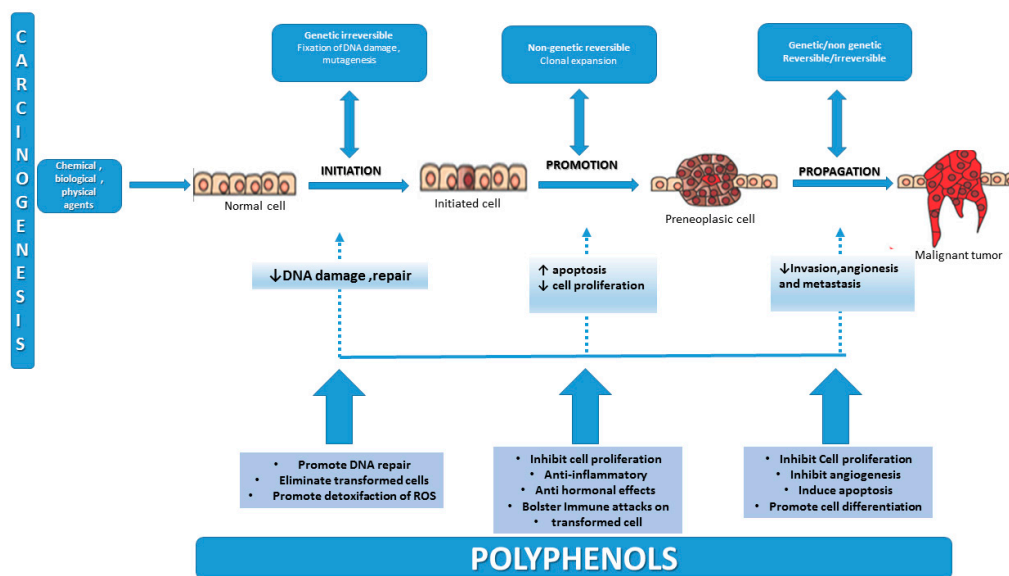 CARCINOGENESIS
Genetic irreversible
Fixation of DNA damage,
mutagenesis
Non-genetic reversible
Clonal expansion
Genetic/non genetic
Reversible/irreversible
Chemical ,
biological ,
physical
agents
INITIATION
PROMOTION
PROPAGATION
Normal cell
Initiated cell
Preneoplasic cell
Malignant tumor
↓DNA damage ,repair
↑ apoptosis
↓ cell proliferation
↓Invasion,angionesis
and metastasis
• Promote DNA repair
• Eliminate transformed cells
• Promote detoxifaction of ROS
• Inhibit cell proliferation
• Anti-inflammatory
• Anti hormonal effects
• Bolster Immune attacks on
• transformed cell
• Inhibit Cell proliferation
• Inhibit angiogenesis
• Induce apoptosis
• Promote cell differentiation
POLYPHENOLS